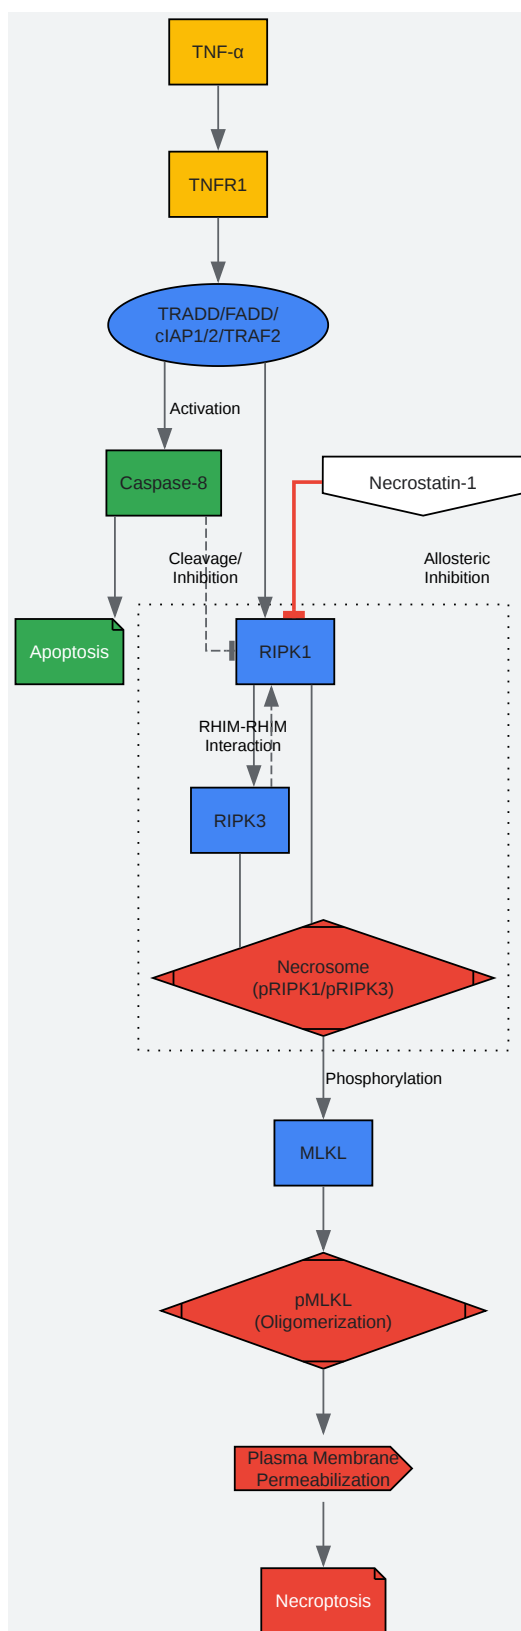 TNF-α
TNFR1
TRADD/FADD/
cIAP1/2/TRAF2
Activation
Caspase-8
Necrostatin-1
Cleavage/
Inhibition
Allosteric
Inhibition
Apoptosis
RIPK1
RHIM-RHIM
Interaction
RIPK3
Necrosome
(pRIPK1/pRIPK3)
Phosphorylation
MLKL
pMLKL
(Oligomerization)
Plasma Membrane
Permeabilization
Necroptosis